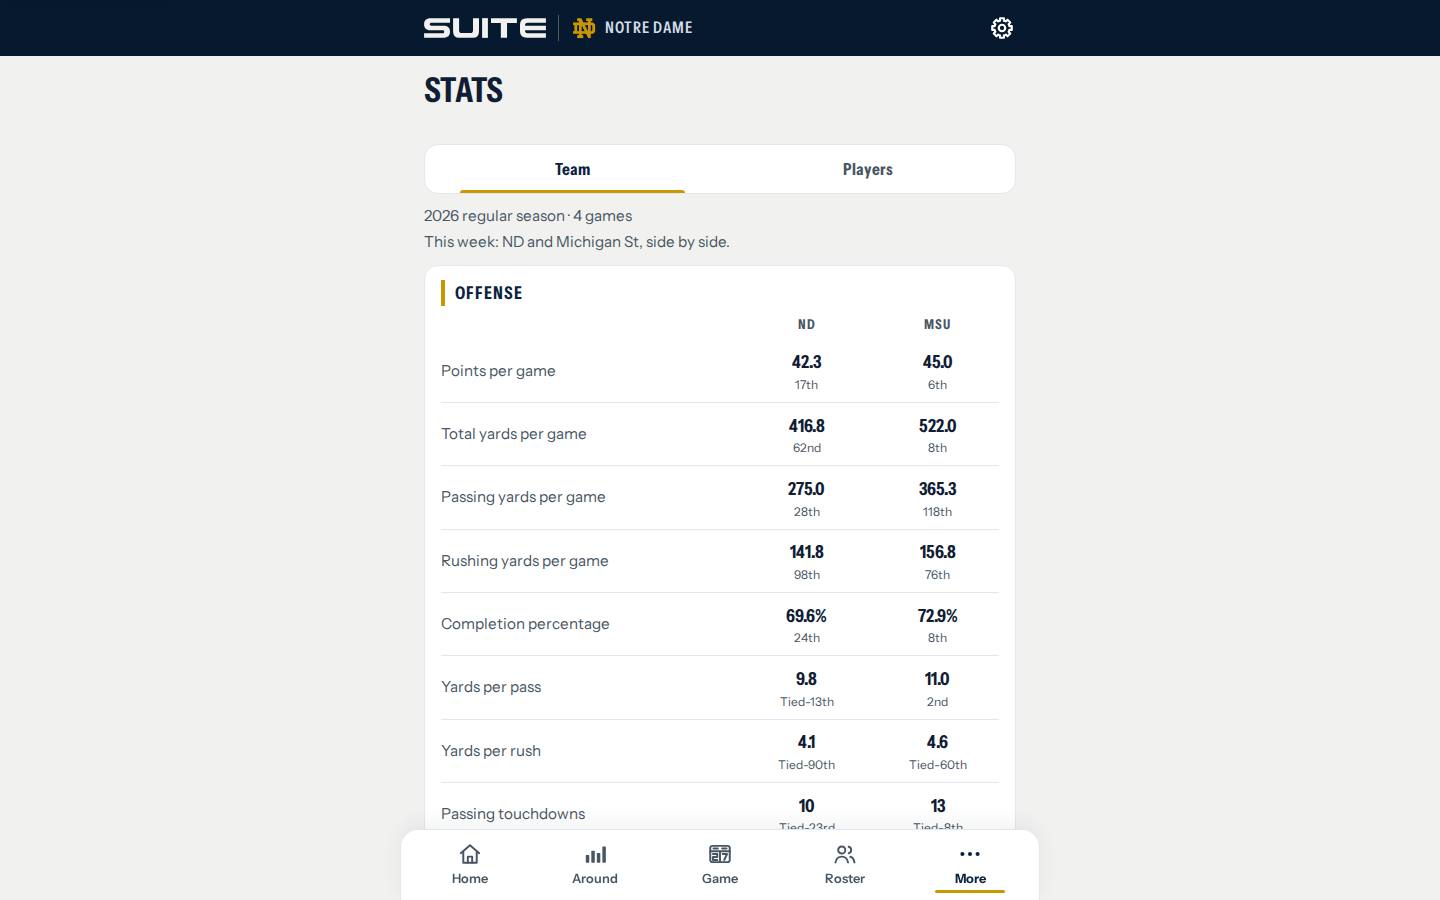 SUITE
NOTRE DAME
STATS
Team Players
2026 regular season · 4 games
This week: ND and Michigan St, side by side.
OFFENSE
ND MSU
Points per game 42.3 45.0
17th 6th
Total yards per game 416.8 522.0
62nd 8th
Passing yards per game 275.0 365.3
28th 118th
Rushing yards per game 141.8 156.8
98th 76th
Completion percentage 69.6% 72.9%
24th 8th
Yards per pass 9.8 11.0
Tied-13th 2nd
Yards per rush 4.1 4.6
Tied-90th Tied-60th
Passing touchdowns 10 13
Tied-23rd Tied-8th
Home Around Game Roster More